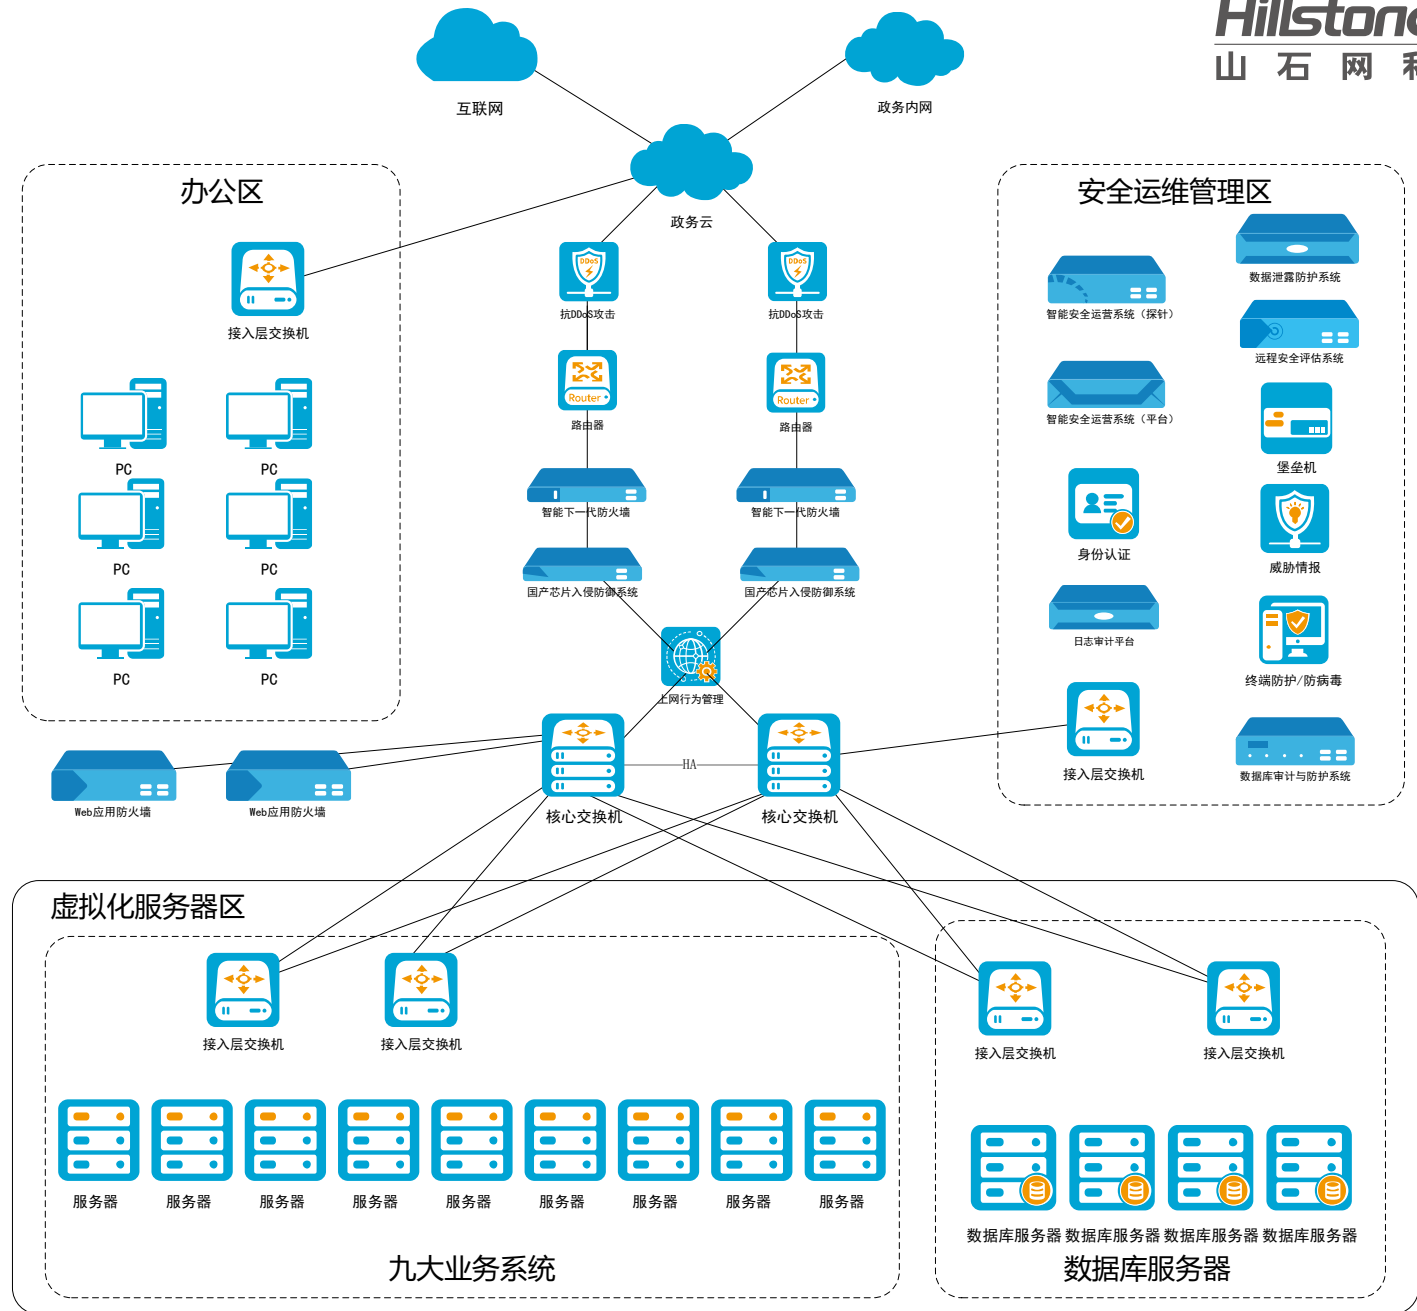 Hillstone
山石网
互联网
政务内网
政务云
办公区
接入层交换机
PC
PC
PC
PC
PC
PC
DDoS
抗DDoS攻击
DDoS
抗DDoS攻击
Router
路由器
Router
路由器
智能下一代防火墙
智能下一代防火墙
国产芯片入侵防御系统
国产芯片入侵防御系统
上网行为管理
安全运维管理区
数据泄露防护系统
智能安全运营系统（探针）
远程安全评估系统
智能安全运营系统（平台）
堡垒机
身份认证
威胁情报
日志审计平台
终端防护/防病毒
接入层交换机
数据库审计与防护系统
Web应用防火墙
Web应用防火墙
HA
核心交换机
核心交换机
虚拟化服务器区
接入层交换机
接入层交换机
接入层交换机
接入层交换机
服务器
服务器
服务器
服务器
服务器
服务器
服务器
服务器
服务器
数据库服务器
数据库服务器
数据库服务器
数据库服务器
九大业务系统
数据库服务器